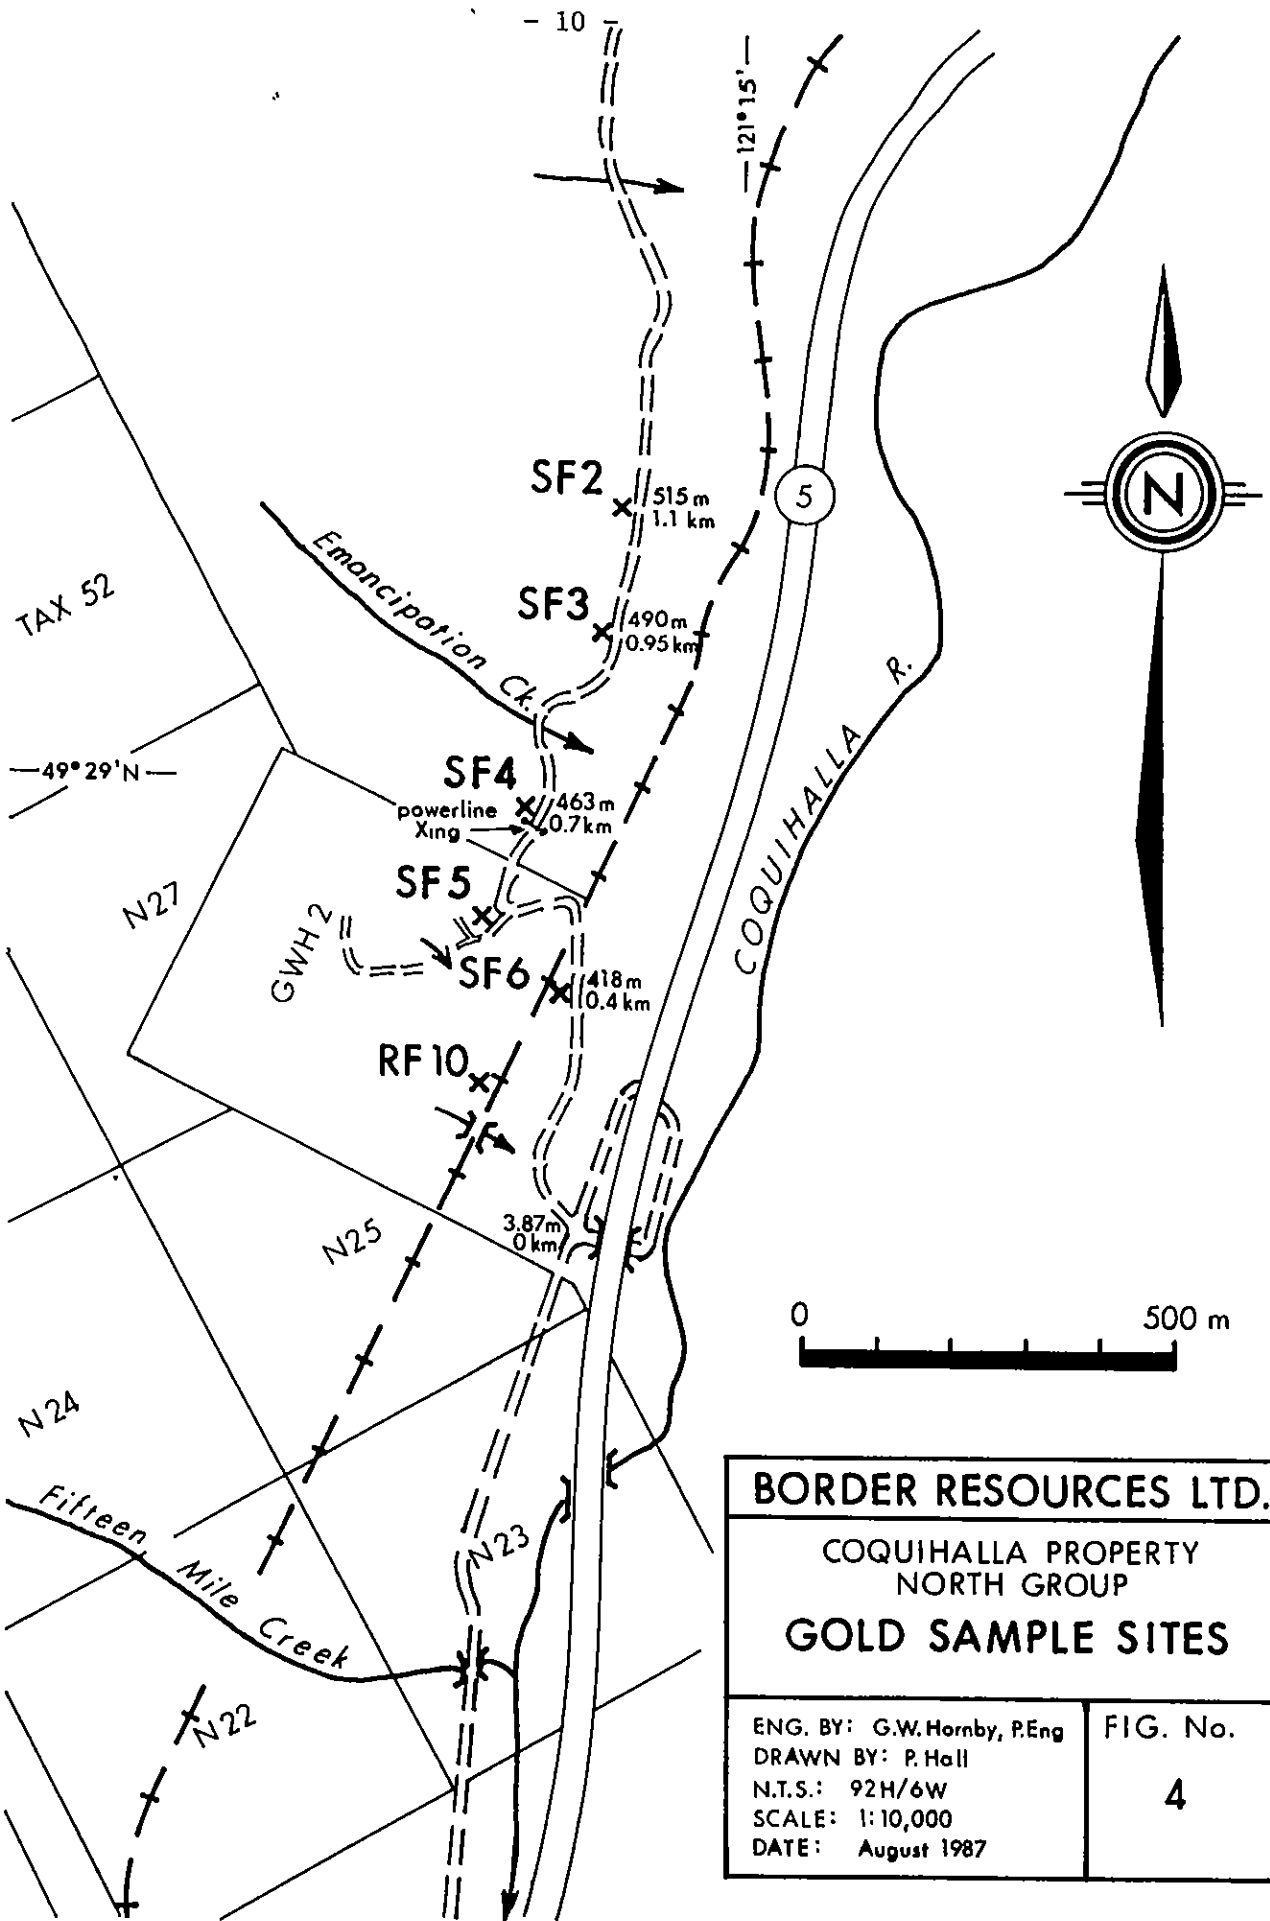 - 10 -
121°15'
SF2
515 m
1.1 km
5
N
Emancipation Ck.
SF3
490 m
0.95 km
TAX 52
COQUIHALLA R.
49°29'N
SF4
463 m
0.7 km
powerline
Xing
SF5
N27
GWH 2
SF6
418 m
0.4 km
RF10
3.87m
0 km
N25
0
500 m
N24
Fifteen Mile Creek
N23
N22
BORDER RESOURCES LTD.
COQUIHALLA PROPERTY
NORTH GROUP
GOLD SAMPLE SITES
ENG. BY: G.W. Hornby, P.Eng
DRAWN BY: P. Hall
N.T.S.: 92H/6W
SCALE: 1:10,000
DATE: August 1987
FIG. No.
4